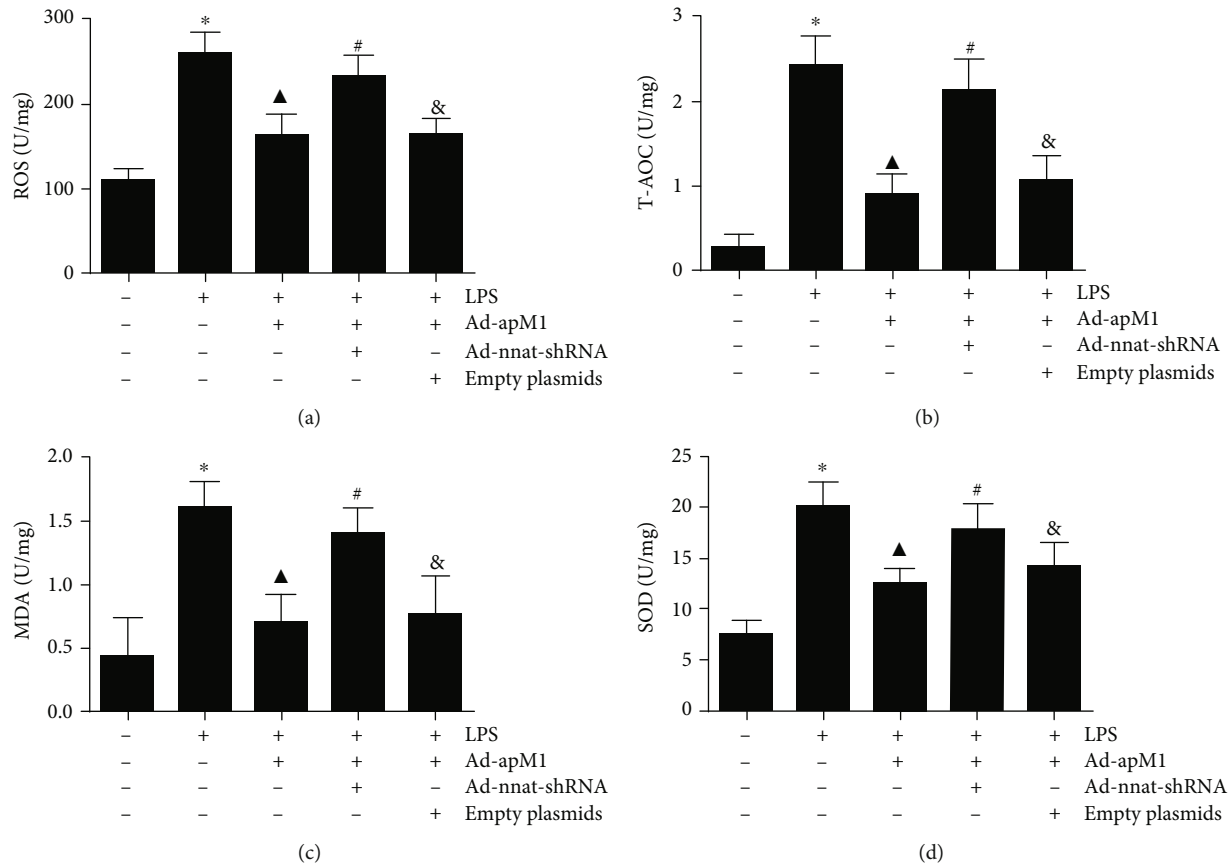 300
200
100
0
ROS (U/mg)
*
▲
#
&
– + + + + LPS
– – + + + Ad-apM1
– – – + – Ad-nnat-shRNA
– – – – + Empty plasmids
(a)
3
2
1
0
T-AOC (U/mg)
*
▲
#
&
– + + + + LPS
– – + + + Ad-apM1
– – – + – Ad-nnat-shRNA
– – – – + Empty plasmids
(b)
2.0
1.5
1.0
0.5
0.0
MDA (U/mg)
*
▲
#
&
– + + + + LPS
– – + + + Ad-apM1
– – – + – Ad-nnat-shRNA
– – – – + Empty plasmids
(c)
25
20
15
10
5
0
SOD (U/mg)
*
▲
#
&
– + + + + LPS
– – + + + Ad-apM1
– – – + – Ad-nnat-shRNA
– – – – + Empty plasmids
(d)